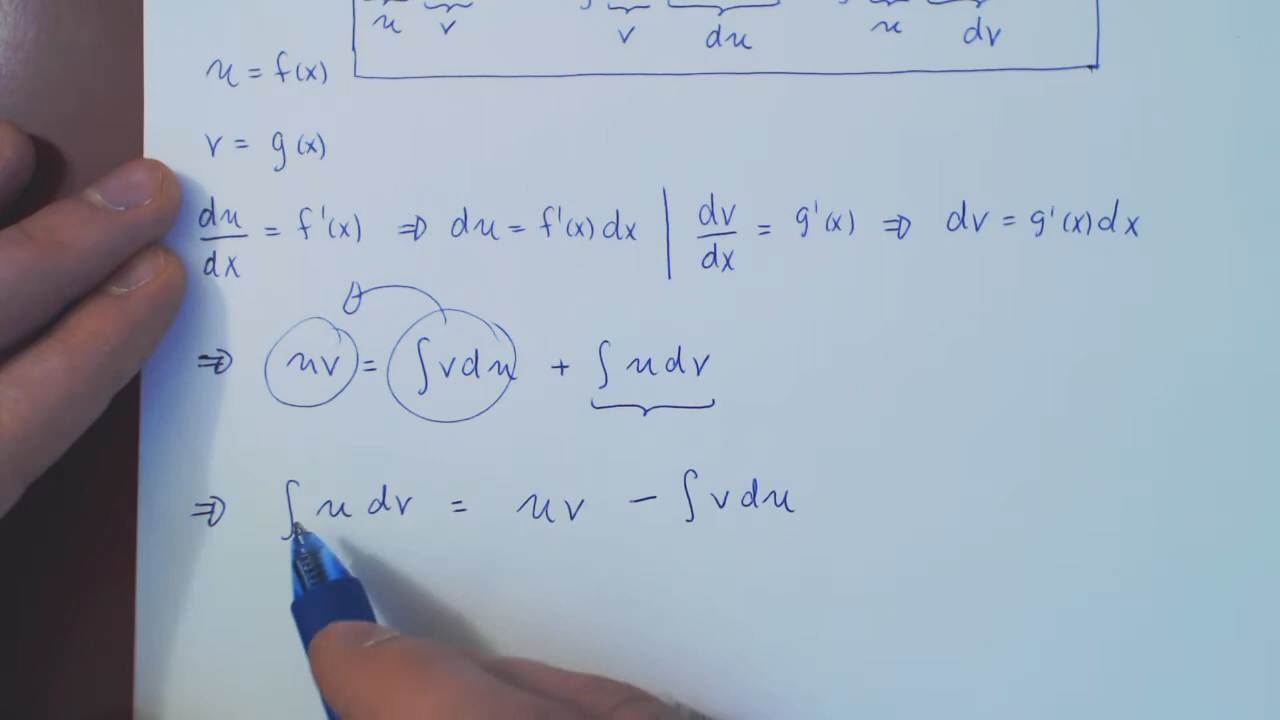 u v v du u dv
u = f(x)
v = g(x)
du/dx = f'(x) ⇒ du = f'(x) dx | dv/dx = g'(x) ⇒ dv = g'(x) dx
⇒ uv = ∫ v du + ∫ u dv
⇒ ∫ u dv = uv − ∫ v du